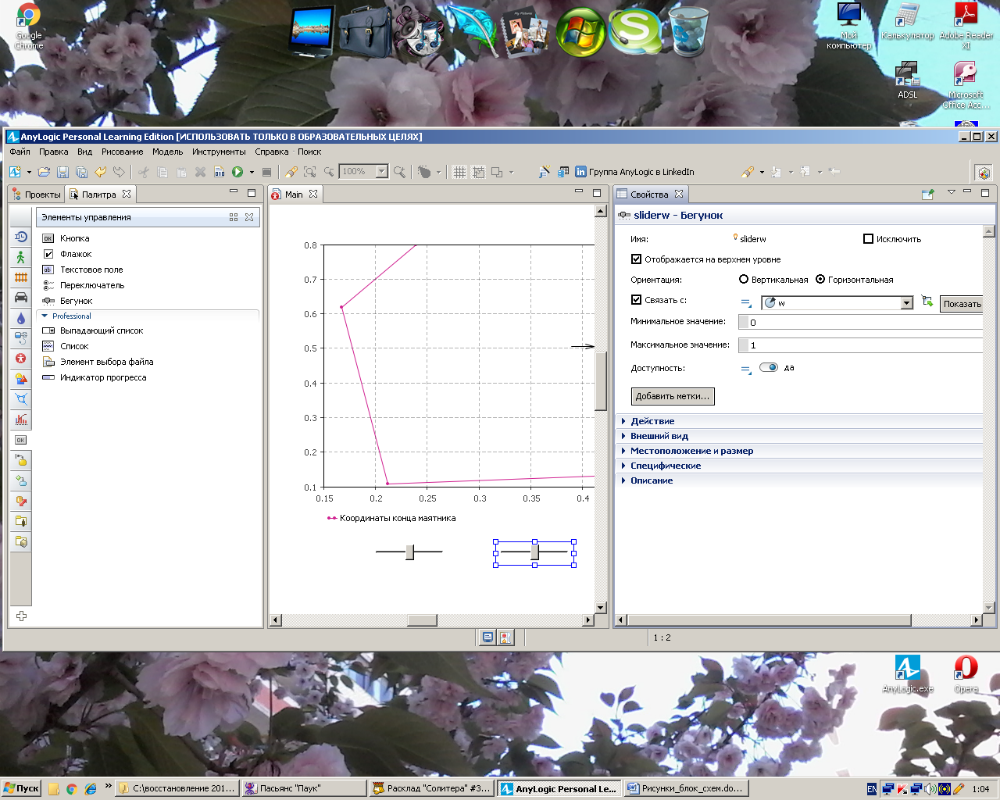 Google
Chrome
Мой
компьютер
Калькулятор
Adobe Reader
XI
ADSL
Microsoft
Office Acc...
AnyLogic Personal Learning Edition [ИСПОЛЬЗОВАТЬ ТОЛЬКО В ОБРАЗОВАТЕЛЬНЫХ ЦЕЛЯХ]
Файл Правка Вид Рисование Модель Инструменты Справка Поиск
100% Группа AnyLogic в LinkedIn
Проекты Палитра
Элементы управления
Кнопка
Флажок
Текстовое поле
Переключатель
Бегунок
Professional
Выпадающий список
Список
Элемент выбора файла
Индикатор прогресса
Main
0.8
0.7
0.6
0.5
0.4
0.3
0.2
0.1
0.15 0.2 0.25 0.3 0.35 0.4
Координаты конца маятника
Свойства
sliderw - Бегунок
Имя: sliderw Исключить
Отображается на верхнем уровне
Ориентация: Вертикальная Горизонтальная
Связать с: w Показать
Минимальное значение: 0
Максимальное значение: 1
Доступность: да
Добавить метки...
Действие
Внешний вид
Местоположение и размер
Специфические
Описание
1 : 2
AnyLogic.exe
Opera
Пуск
C:\восстановление 201...
Пасьянс "Паук"
Расклад "Солитера" #3...
AnyLogic Personal Le...
Рисунки_блок_схем.do...
EN
1:04